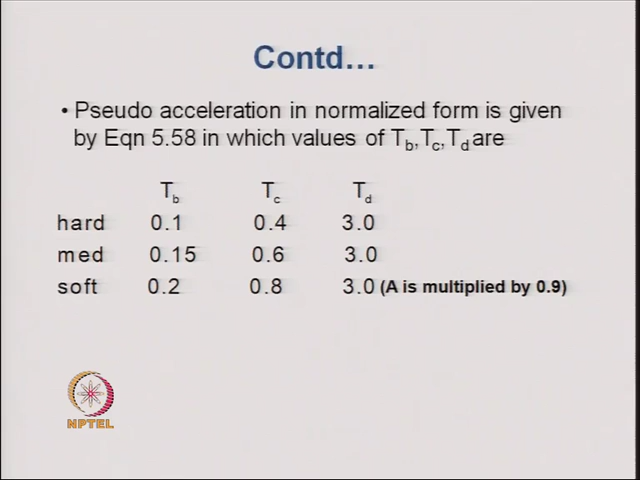 Contd...
• Pseudo acceleration in normalized form is given
by Eqn 5.58 in which values of Tb,Tc,Td are
Tb Tc Td
hard 0.1 0.4 3.0
med 0.15 0.6 3.0
soft 0.2 0.8 3.0 (A is multiplied by 0.9)
NPTEL